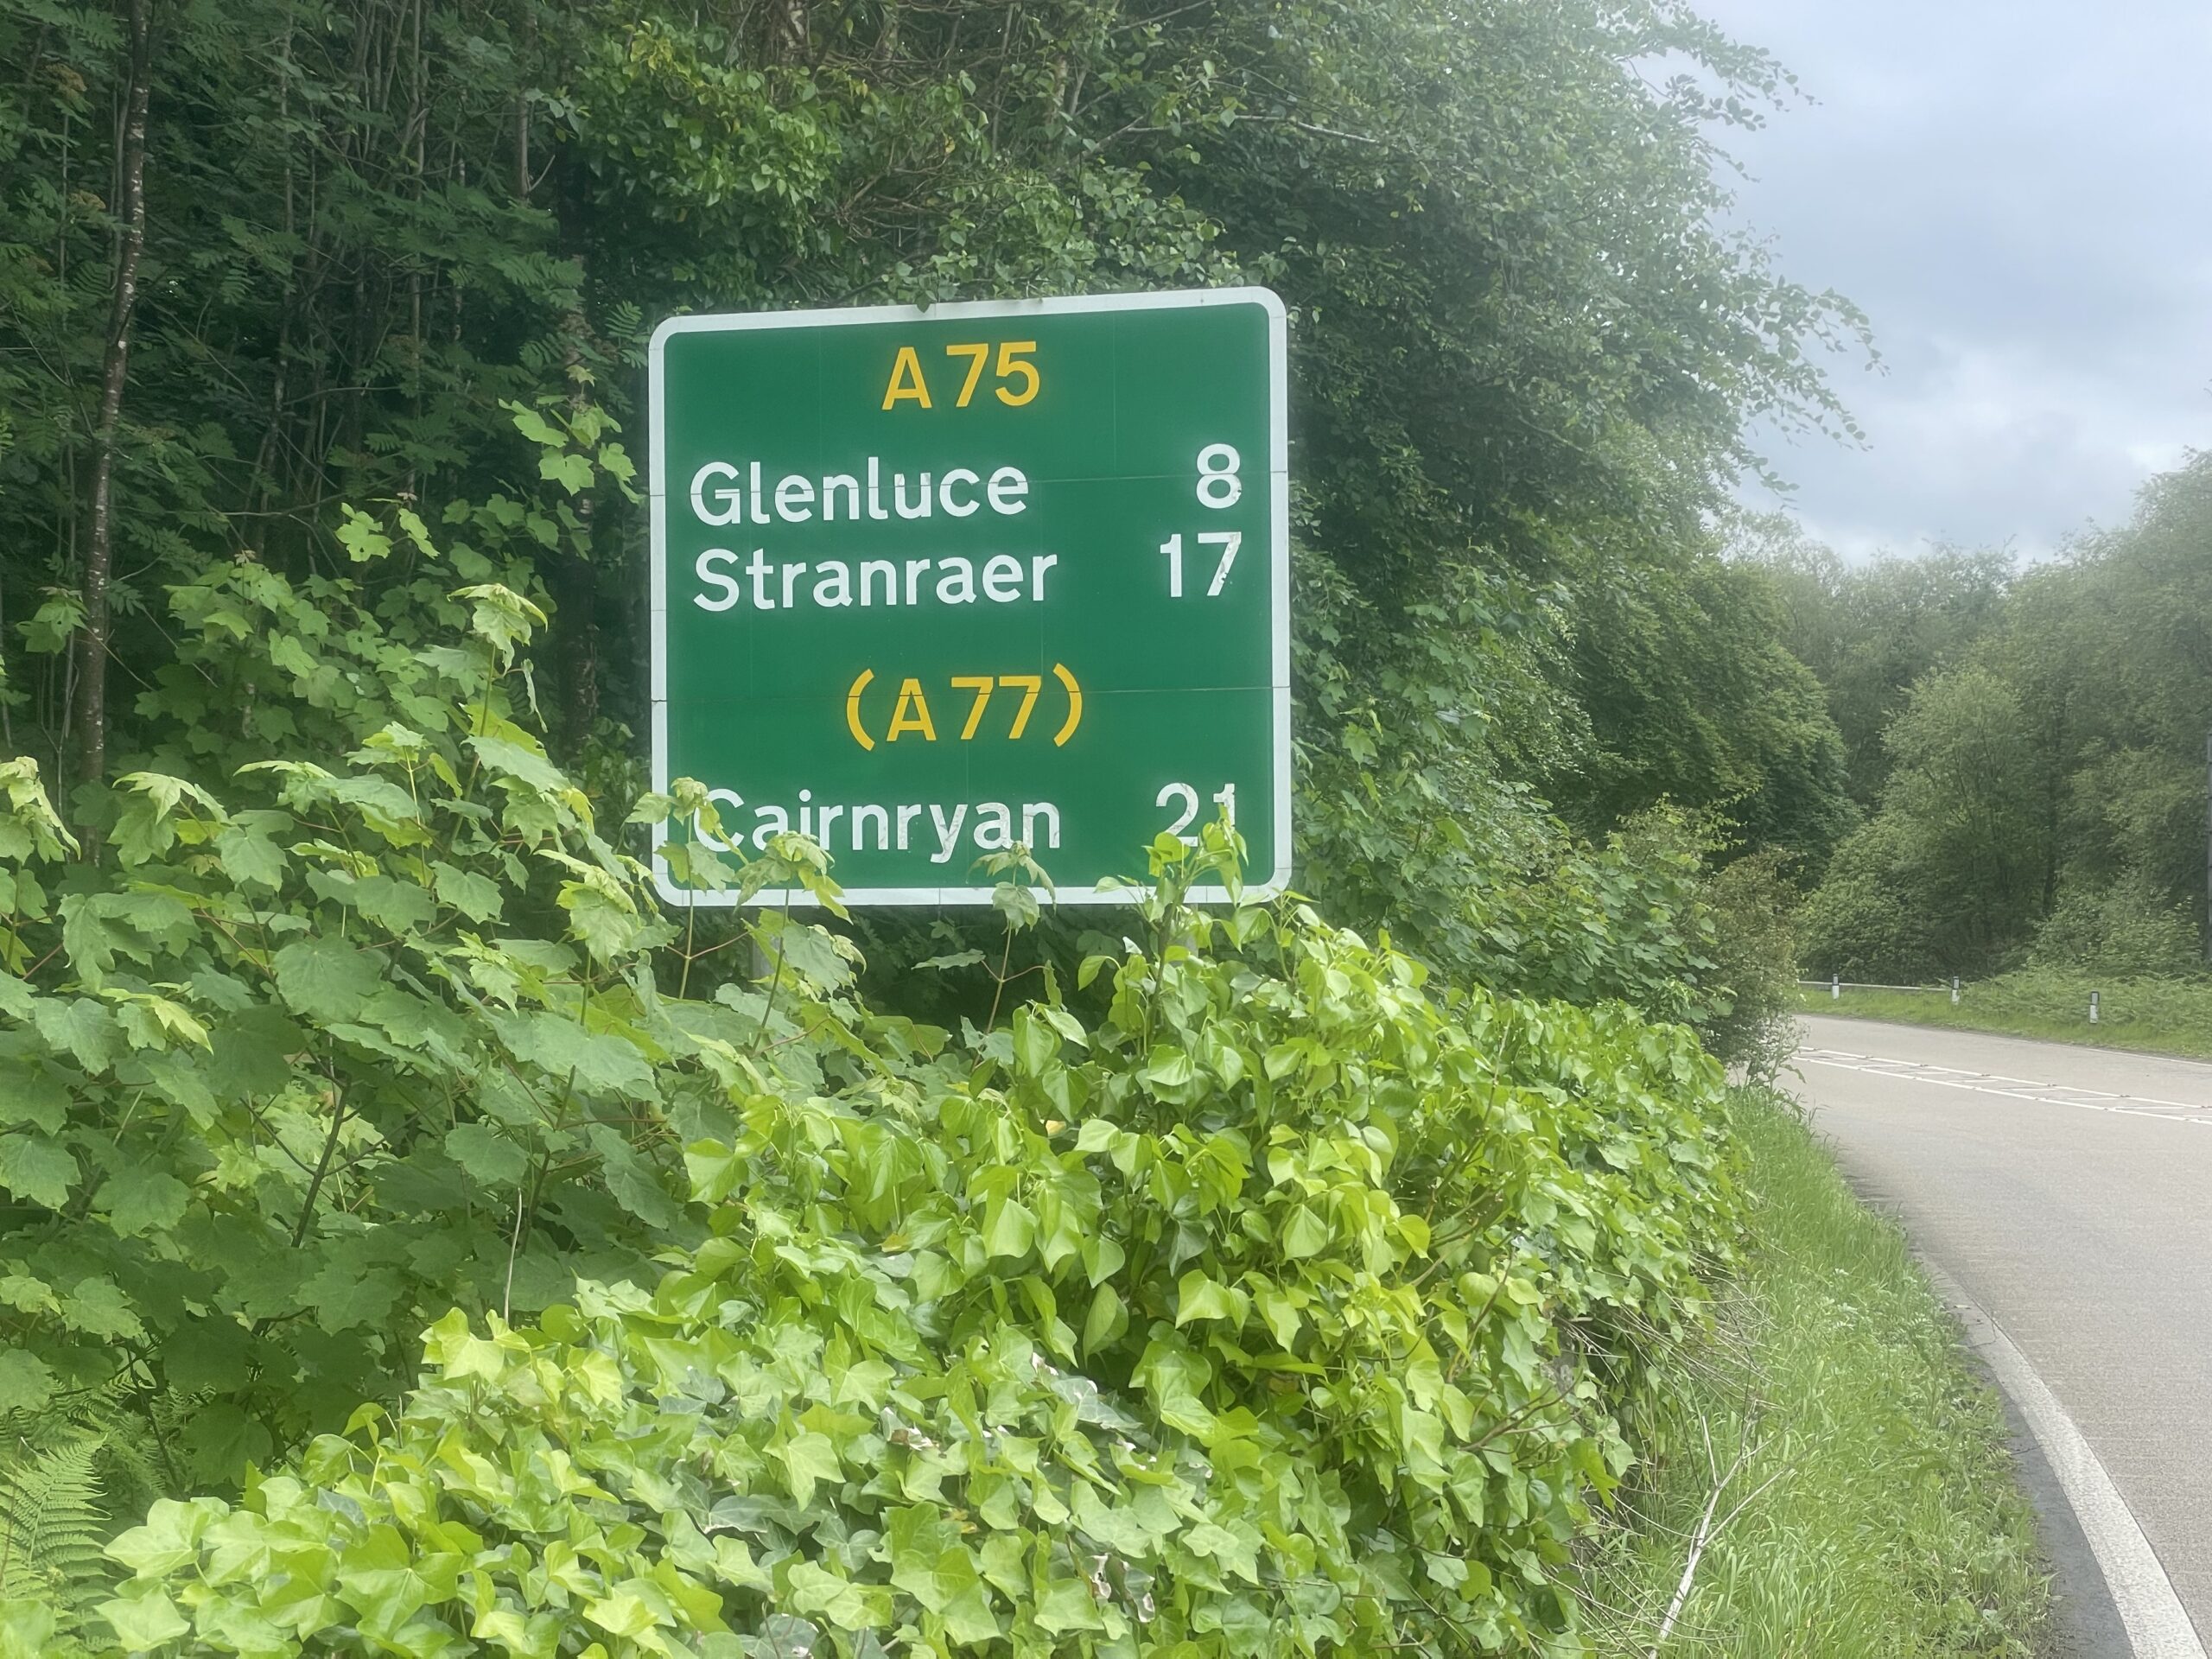 A75
Glenluce 8
Stranraer 17
(A77)
Cairnryan 21